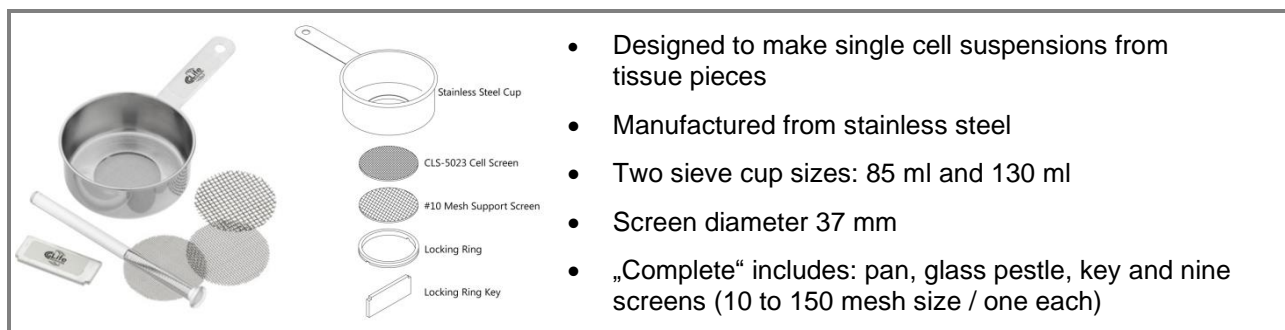 Life
Life
Stainless Steel Cup
CLS-5023 Cell Screen
#10 Mesh Support Screen
Locking Ring
Locking Ring Key
• Designed to make single cell suspensions from
tissue pieces
• Manufactured from stainless steel
• Two sieve cup sizes: 85 ml and 130 ml
• Screen diameter 37 mm
• „Complete“ includes: pan, glass pestle, key and nine
screens (10 to 150 mesh size / one each)